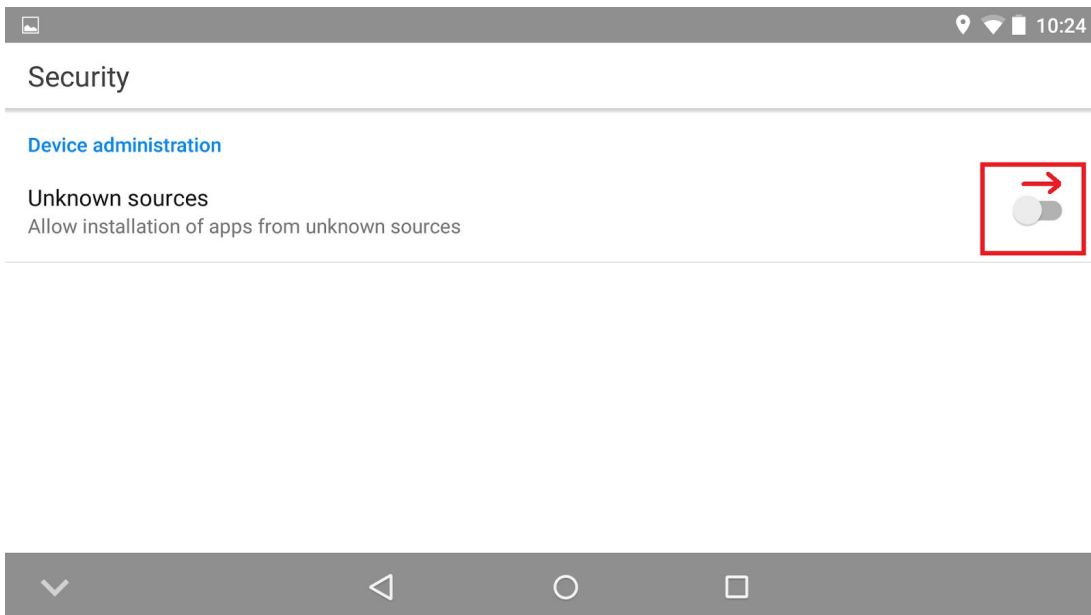 10:24
Security
Device administration
Unknown sources
Allow installation of apps from unknown sources